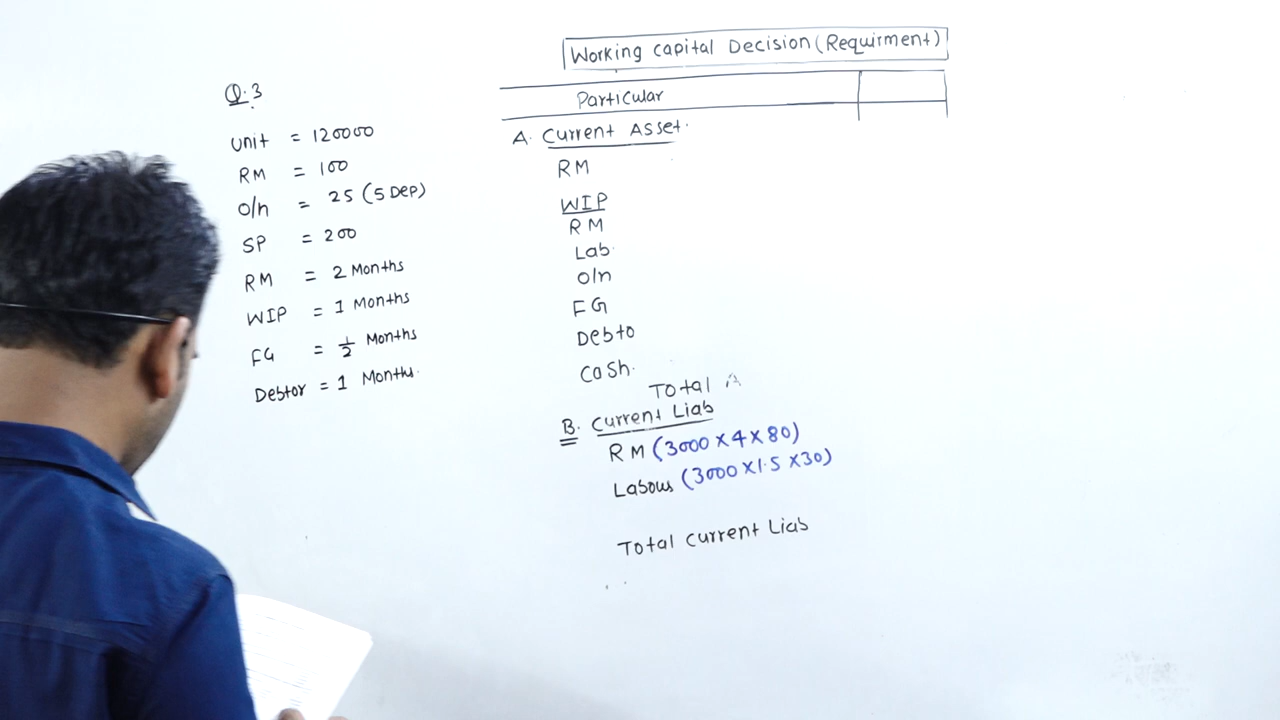 Working Capital Decision (Requirment)
Q.3
Unit = 120000
RM = 100
O/n = 25 (5 Dep)
SP = 200
RM = 2 Months
WIP = 1 Months
FG = 1/2 Months
Debtor = 1 Months.
Particular
A. Current Asset.
RM
WIP
RM
Lab.
O/n
FG
Debto
Cash.
Total A
B. Current Liab
RM (3000 x 4 x 80)
Labous (3000 x 1.5 x 30)
Total current Liab